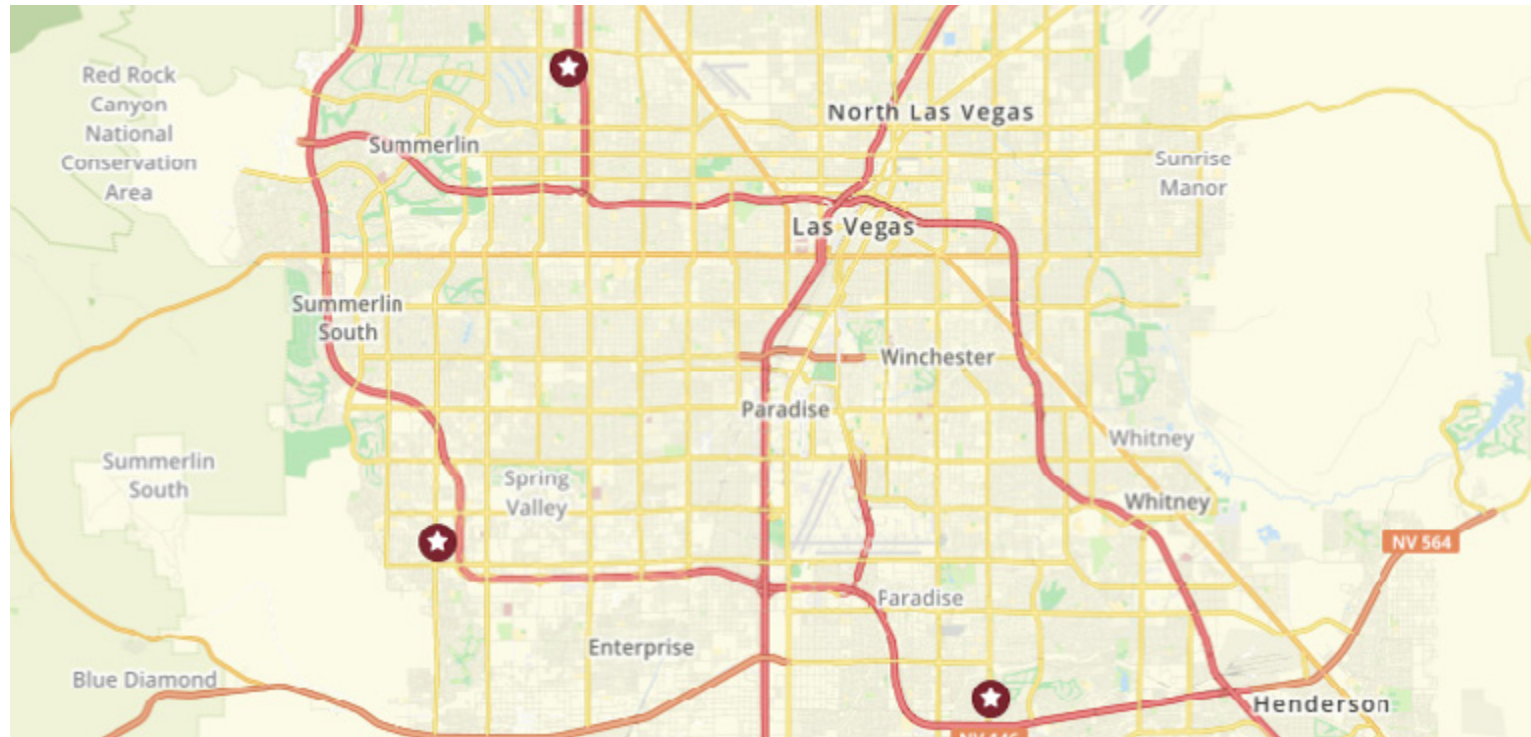 Red Rock
Canyon
National
Conservation
Area
Summerlin
North Las Vegas
Sunrise
Manor
Las Vegas
Summerlin
South
Winchester
Paradise
Whitney
Summerlin
South
Spring
Valley
Whitney
NV 564
Paradise
Enterprise
Blue Diamond
Henderson